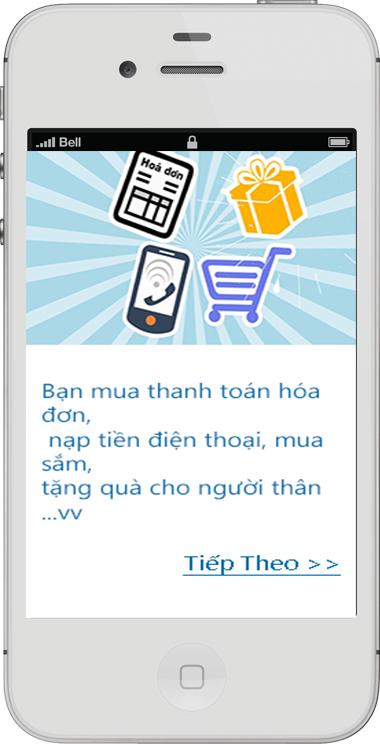 Bell
Hoá đơn
Bạn mua thanh toán hóa
đơn,
nạp tiền điện thoại, mua
sắm,
tặng quà cho người thân
...vv
Tiếp Theo >>